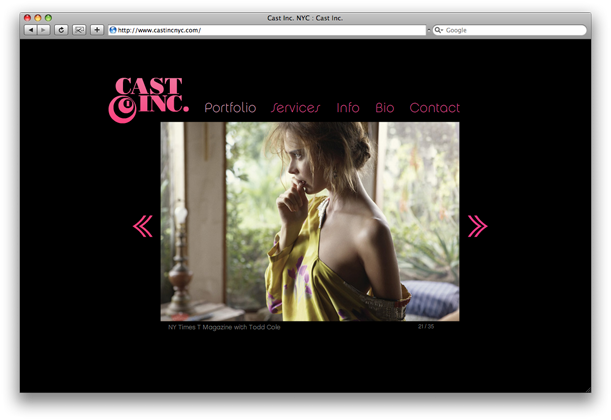 Cast Inc. NYC : Cast Inc.
http://www.castincnyc.com/
Google
CAST
INC.
Portfolio Services Info Bio Contact
NY Times T Magazine with Todd Cole
21 / 35